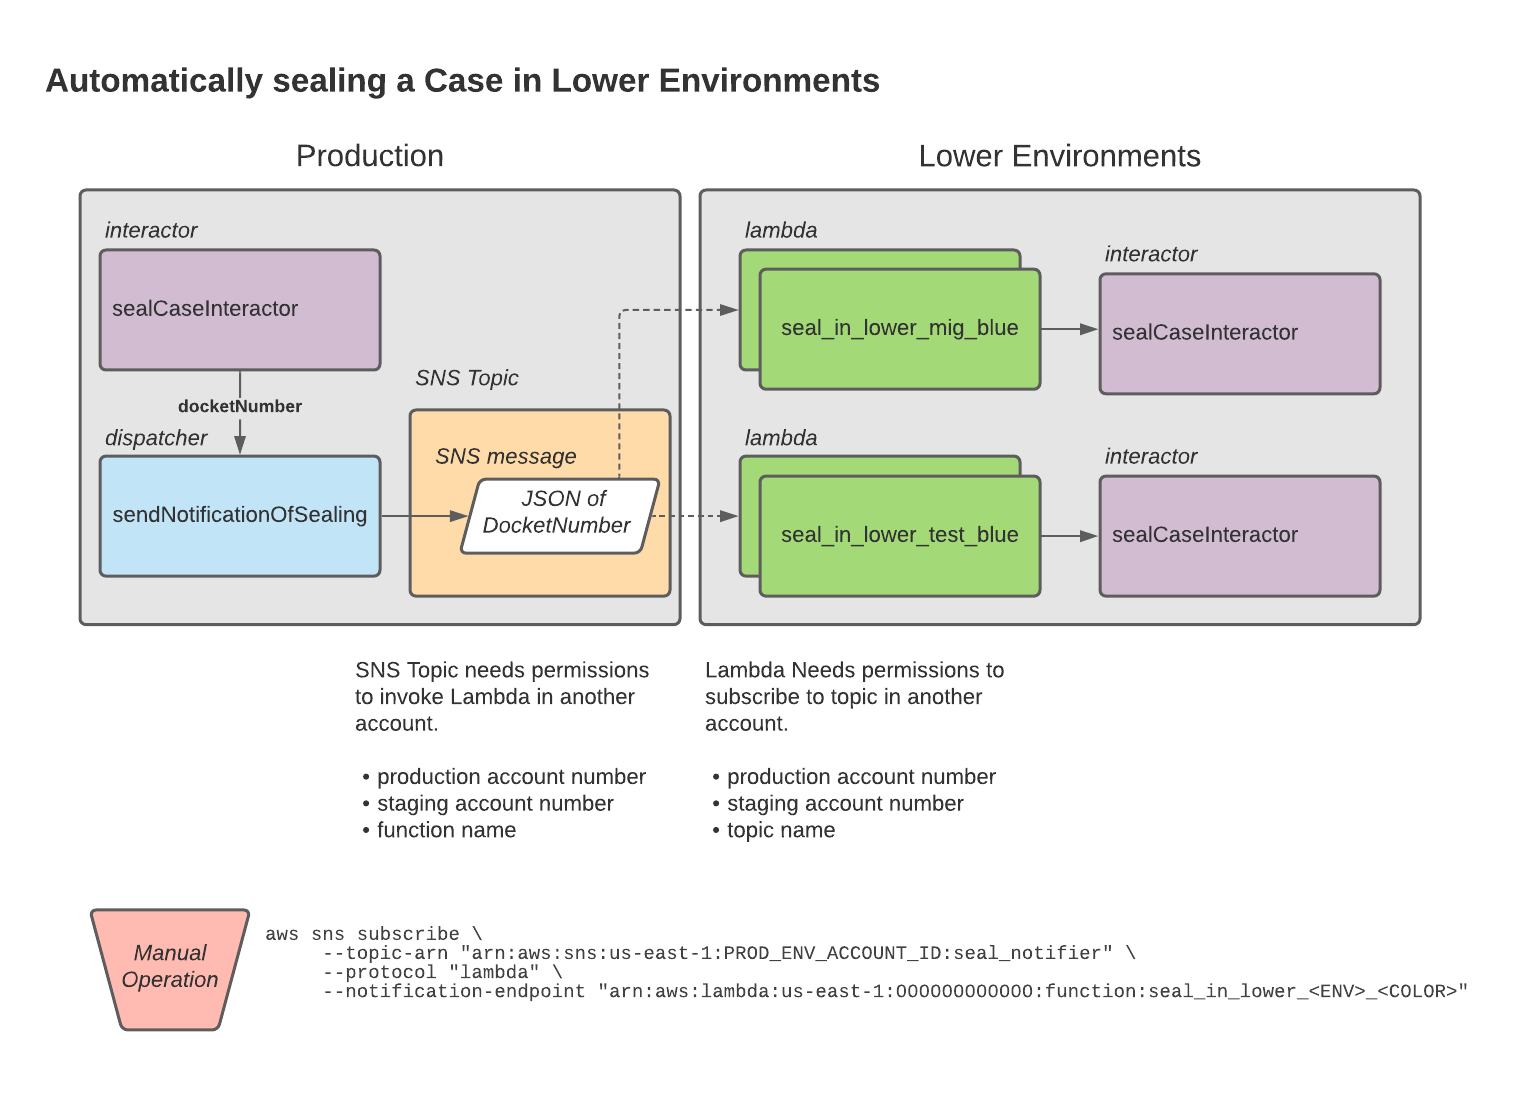 Automatically sealing a Case in Lower Environments
Production
interactor
sealCaseInteractor
docketNumber
dispatcher
sendNotificationOfSealing
SNS Topic
SNS message
JSON of
DocketNumber
Lower Environments
lambda
seal_in_lower_mig_blue
interactor
sealCaseInteractor
lambda
seal_in_lower_test_blue
interactor
sealCaseInteractor
SNS Topic needs permissions
to invoke Lambda in another
account.
• production account number
• staging account number
• function name
Lambda Needs permissions to
subscribe to topic in another
account.
• production account number
• staging account number
• topic name
Manual
Operation
aws sns subscribe \
--topic-arn "arn:aws:sns:us-east-1:PROD_ENV_ACCOUNT_ID:seal_notifier" \
--protocol "lambda" \
--notification-endpoint "arn:aws:lambda:us-east-1:OOOOOOOOOOOO:function:seal_in_lower_<ENV>_<COLOR>"